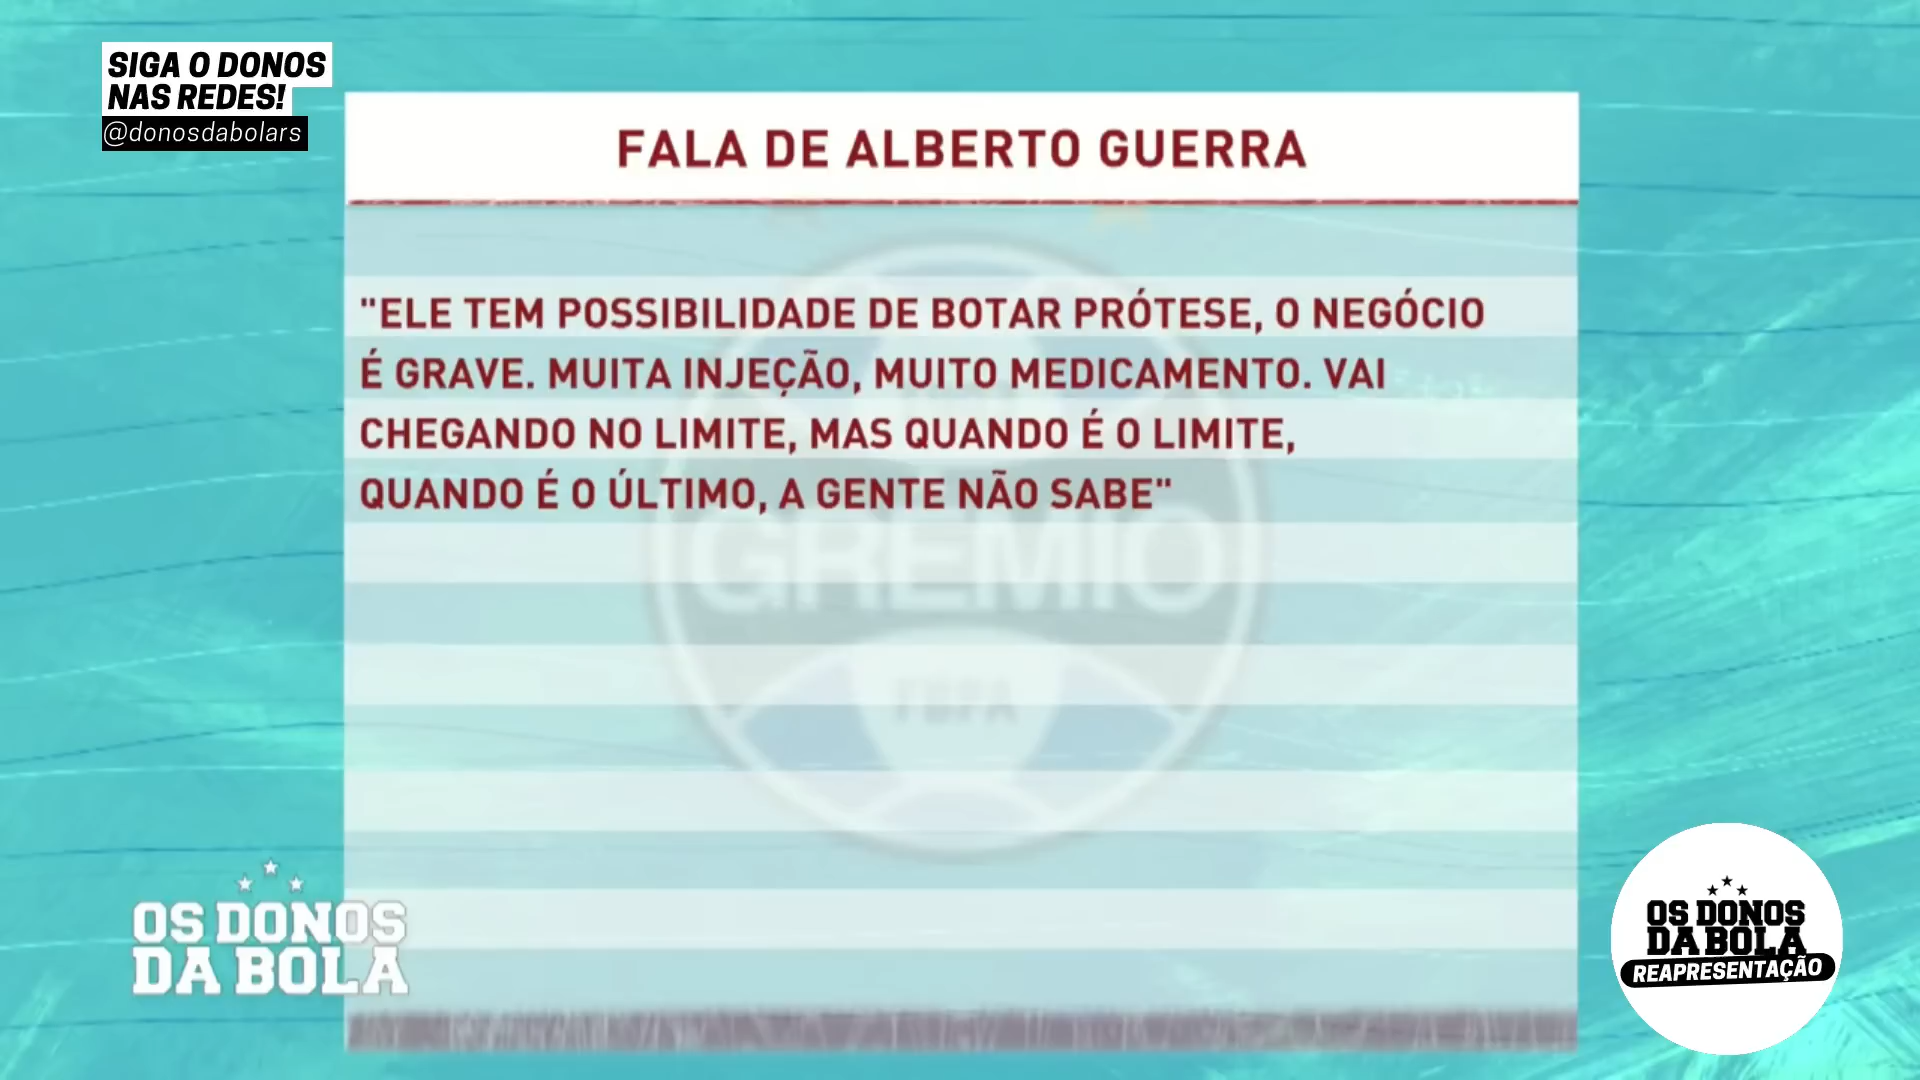 SIGA O DONOS
NAS REDES!
@donosdabolars
FALA DE ALBERTO GUERRA
"ELE TEM POSSIBILIDADE DE BOTAR PRÓTESE, O NEGÓCIO
É GRAVE. MUITA INJEÇÃO, MUITO MEDICAMENTO. VAI
CHEGANDO NO LIMITE, MAS QUANDO É O LIMITE,
QUANDO É O ÚLTIMO, A GENTE NÃO SABE"
GREMIO
FBPA
OS DONOS
DA BOLA
OS DONOS
DA BOLA
REAPRESENTAÇÃO